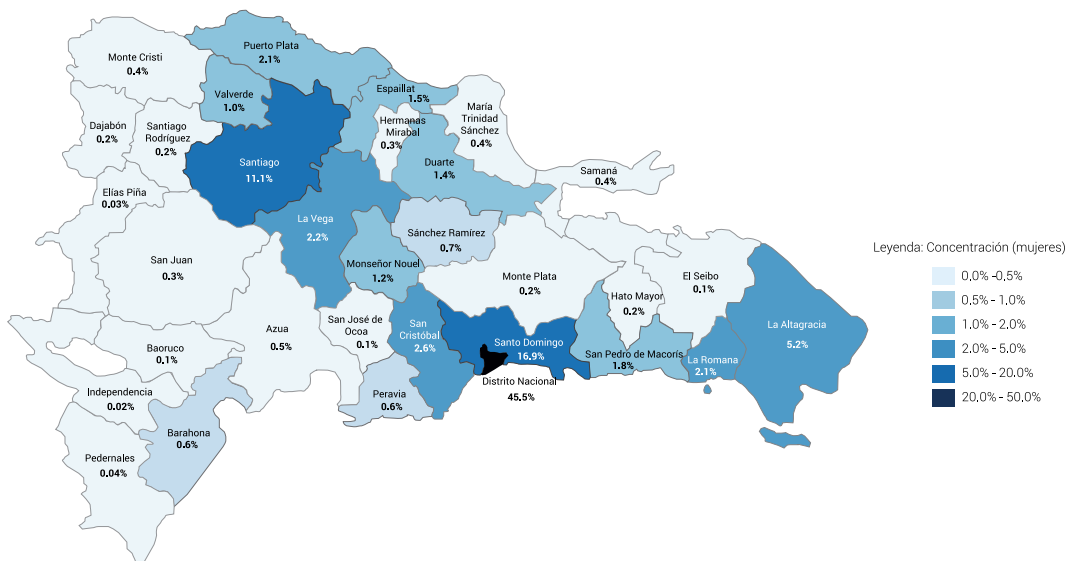 Puerto Plata
2.1%
Monte Cristi
0.4%
Valverde
1.0%
Espaillat
1.5%
María
Trinidad
Sánchez
0.4%
Hermanas
Mirabal
0.3%
Dajabón
0.2%
Santiago
Rodríguez
0.2%
Santiago
11.1%
Duarte
1.4%
Samaná
0.4%
Elías Piña
0.03%
La Vega
2.2%
Sánchez Ramírez
0.7%
San Juan
0.3%
Monseñor Nouel
1.2%
Monte Plata
0.2%
El Seibo
0.1%
Hato Mayor
0.2%
La Altagracia
5.2%
Azua
0.5%
San José de
Ocoa
0.1%
San
Cristóbal
2.6%
Santo Domingo
16.9%
San Pedro de Macorís
1.8%
La Romana
2.1%
Baoruco
0.1%
Distrito Nacional
45.5%
Independencia
0.02%
Peravia
0.6%
Barahona
0.6%
Pedernales
0.04%
Leyenda: Concentración (mujeres)
0,0% -0,5%
0.5% - 1.0%
1.0% - 2.0%
2.0% - 5.0%
5.0% - 20.0%
20.0% - 50.0%